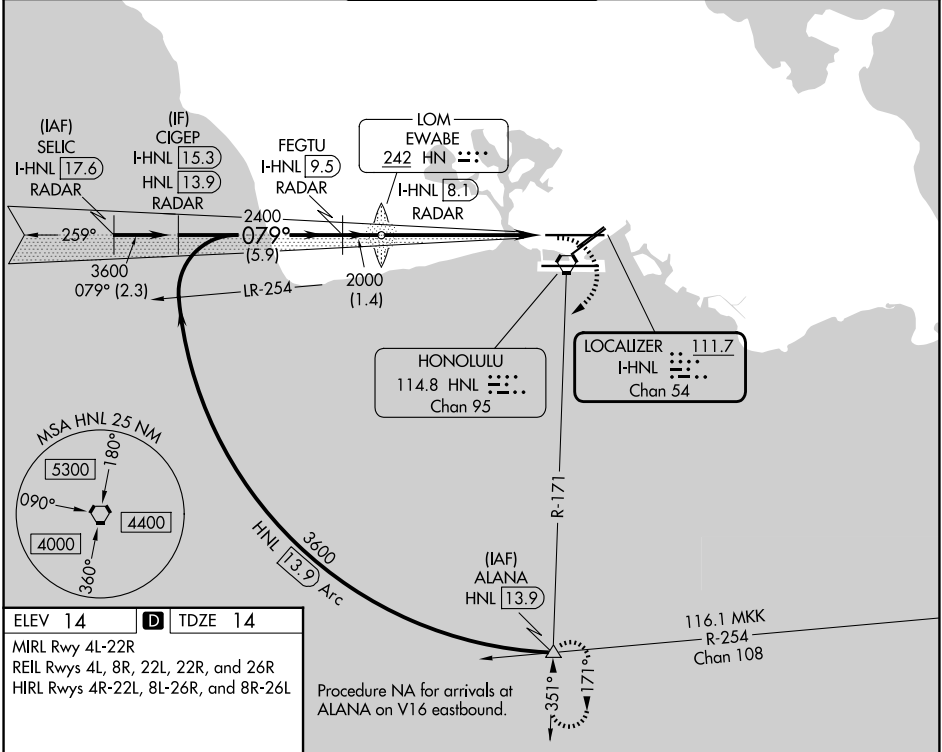 (IAF)
SELIC
I-HNL 17.6
RADAR
(IF)
CIGEP
I-HNL 15.3
HNL 13.9
RADAR
FEGTU
I-HNL 9.5
RADAR
LOM
EWABE
242 HN
I-HNL 8.1
RADAR
259°
2400
079°
(5.9)
3600
079° (2.3)
LR-254
2000
(1.4)
HONOLULU
114.8 HNL
Chan 95
LOCALIZER 111.7
I-HNL
Chan 54
MSA HNL 25 NM
5300
180°
090°
4400
4000
360°
R-171
3600
HNL 13.9 Arc
(IAF)
ALANA
HNL 13.9
116.1 MKK
R-254
Chan 108
351°
171°
Procedure NA for arrivals at
ALANA on V16 eastbound.
ELEV 14 D TDZE 14
MIRL Rwy 4L-22R
REIL Rwys 4L, 8R, 22L, 22R, and 26R
HIRL Rwys 4R-22L, 8L-26R, and 8R-26L